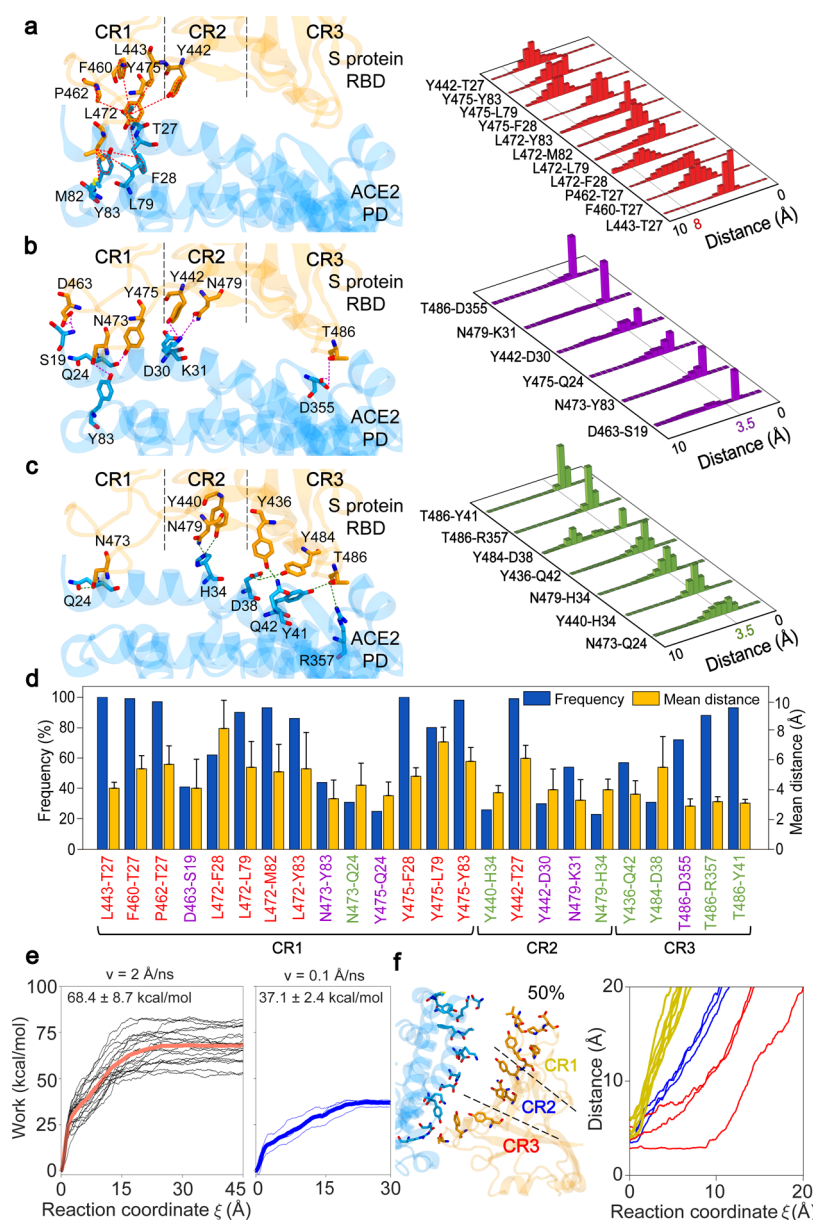 a
CR1
CR2
CR3
L443
Y442
F460
Y475
S protein
RBD
P462
L472
T27
F28
M82
Y83
L79
ACE2
PD
Y442-T27
Y475-Y83
Y475-L79
Y475-F28
L472-Y83
L472-M82
L472-L79
L472-F28
P462-T27
F460-T27
L443-T27
10
8
0
Distance (Å)
b
CR1
CR2
CR3
D463
Y475
Y442
N479
S protein
RBD
N473
T486
S19
Q24
D30
K31
D355
Y83
ACE2
PD
T486-D355
N479-K31
Y442-D30
Y475-Q24
N473-Y83
D463-S19
10
3.5
0
Distance (Å)
c
CR1
CR2
CR3
Y440
Y436
S protein
RBD
N479
Y484
N473
T486
Q24
H34
D38
Q42
Y41
R357
ACE2
PD
T486-Y41
T486-R357
Y484-D38
Y436-Q42
N479-H34
Y440-H34
N473-Q24
10
3.5
0
Distance (Å)
d
Frequency (%)
100
80
60
40
20
0
Frequency
Mean distance
10
8
6
4
2
0
Mean distance (Å)
L443-T27
F460-T27
P462-T27
D463-S19
L472-F28
L472-L79
L472-M82
L472-Y83
N473-Y83
N473-Q24
Y475-Q24
Y475-F28
Y475-L79
Y475-Y83
Y440-H34
Y442-T27
Y442-D30
N479-K31
N479-H34
Y436-Q42
Y484-D38
T486-D355
T486-R357
T486-Y41
CR1
CR2
CR3
e
v = 2 Å/ns
68.4 ± 8.7 kcal/mol
Work (kcal/mol)
100
75
50
25
0
0 15 30 45
Reaction coordinate ξ (Å)
v = 0.1 Å/ns
37.1 ± 2.4 kcal/mol
0 15 30
f
50%
CR1
CR2
CR3
Distance (Å)
20
10
0
0 10 20
Reaction coordinate ξ (Å)